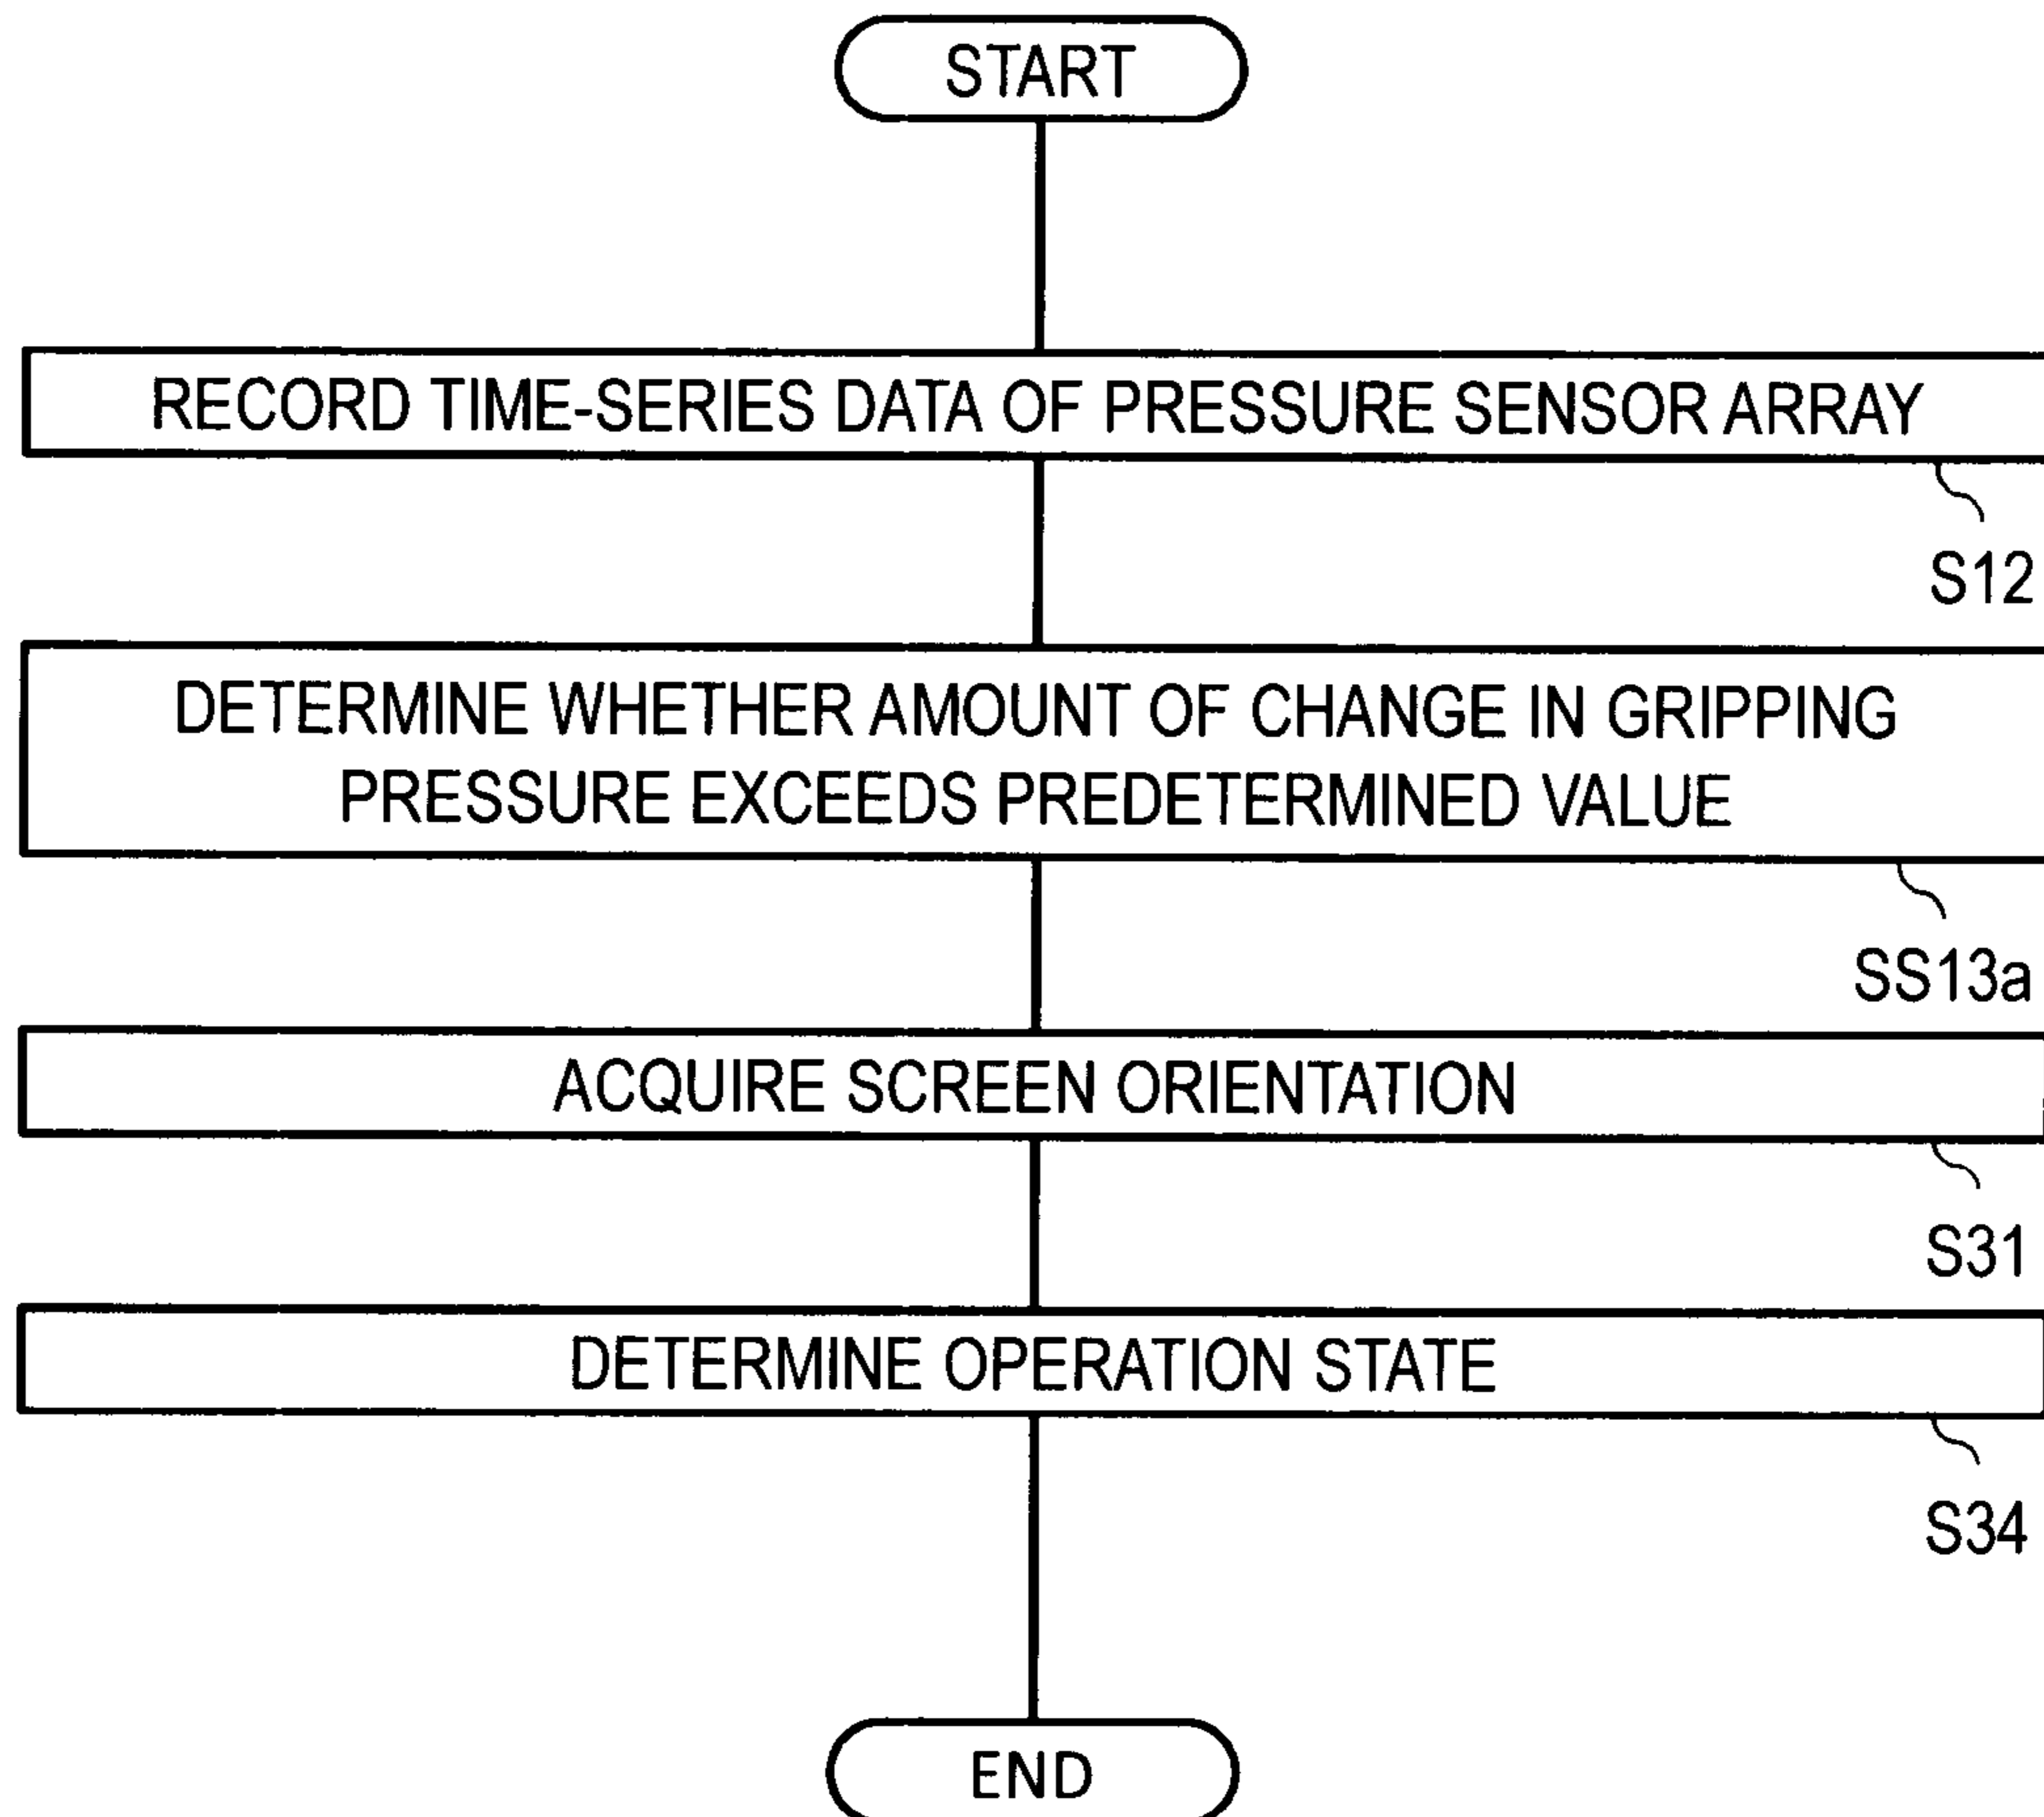 START
RECORD TIME-SERIES DATA OF PRESSURE SENSOR ARRAY
S12
DETERMINE WHETHER AMOUNT OF CHANGE IN GRIPPING
PRESSURE EXCEEDS PREDETERMINED VALUE
SS13a
ACQUIRE SCREEN ORIENTATION
S31
DETERMINE OPERATION STATE
S34
END